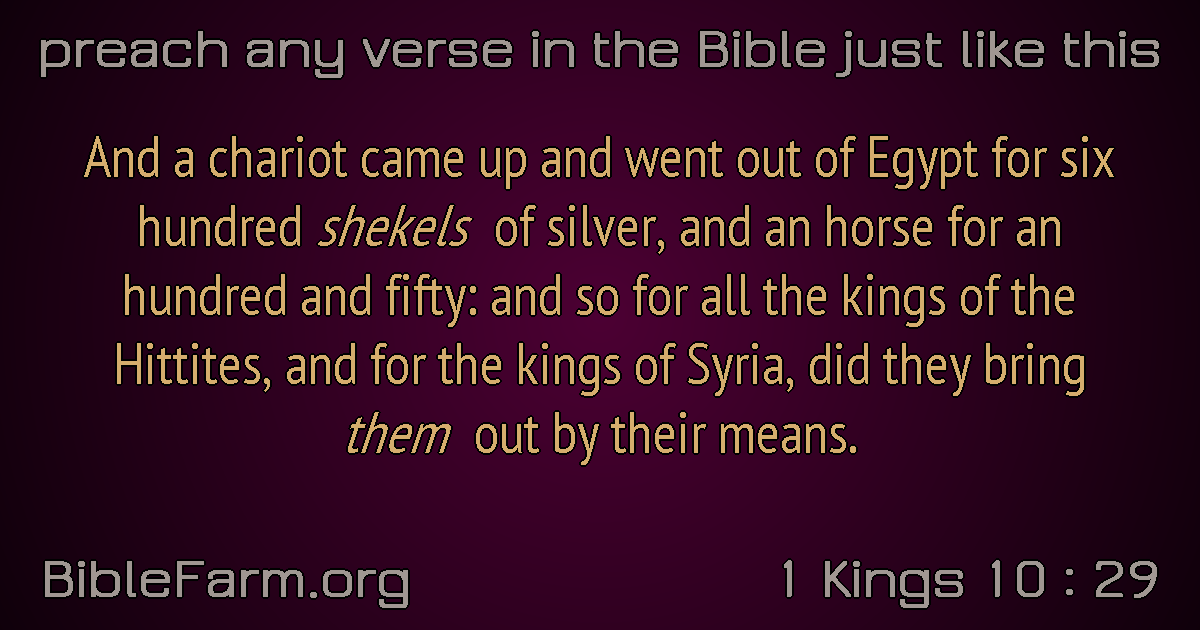 preach any verse in the Bible just like this
And a chariot came up and went out of Egypt for six
hundred shekels of silver, and an horse for an
hundred and fifty: and so for all the kings of the
Hittites, and for the kings of Syria, did they bring
them out by their means.
BibleFarm.org
1 Kings 10 : 29